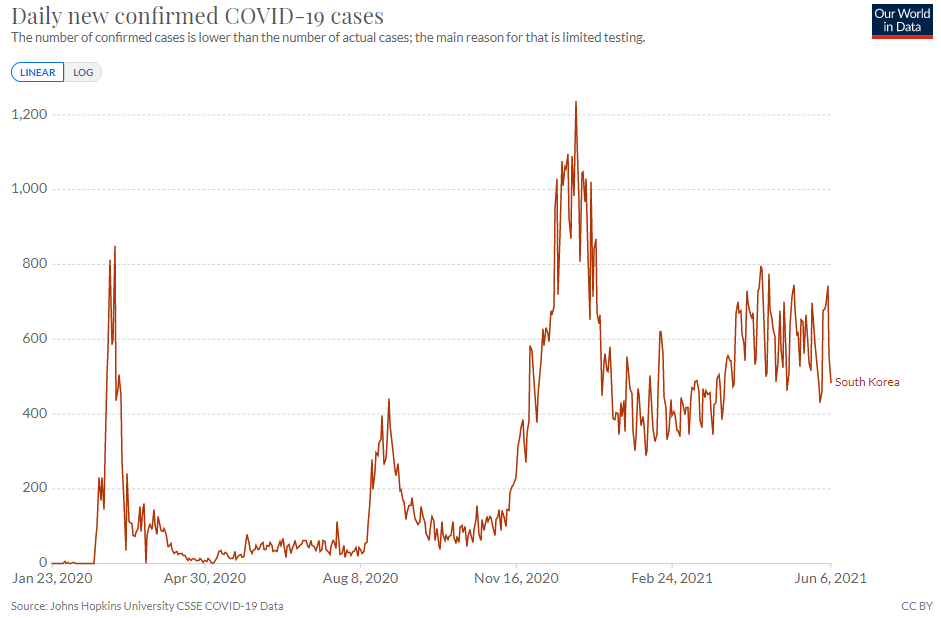 Daily new confirmed COVID-19 cases
The number of confirmed cases is lower than the number of actual cases; the main reason for that is limited testing.
Our World
in Data
LINEAR LOG
1,200
1,000
800
600
400
200
0
South Korea
Jan 23, 2020 Apr 30, 2020 Aug 8, 2020 Nov 16, 2020 Feb 24, 2021 Jun 6, 2021
Source: Johns Hopkins University CSSE COVID-19 Data CC BY